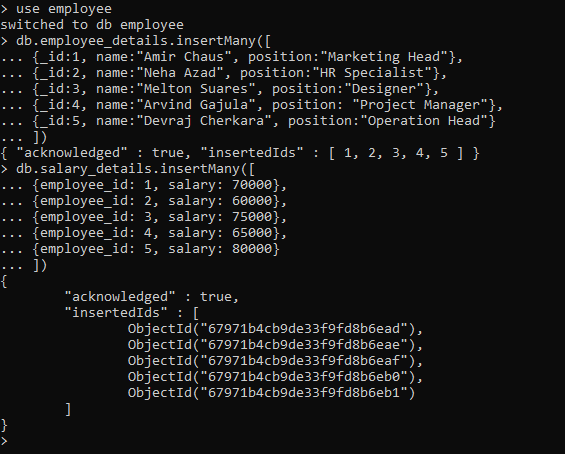 > use employee
switched to db employee
> db.employee_details.insertMany([
... {_id:1, name:"Amir Chaus", position:"Marketing Head"},
... {_id:2, name:"Neha Azad", position:"HR Specialist"},
... {_id:3, name:"Melton Suares", position:"Designer"},
... {_id:4, name:"Arvind Gajula", position: "Project Manager"},
... {_id:5, name:"Devraj Cherkara", position:"Operation Head"}
... ])
{ "acknowledged" : true, "insertedIds" : [ 1, 2, 3, 4, 5 ] }
> db.salary_details.insertMany([
... {employee_id: 1, salary: 70000},
... {employee_id: 2, salary: 60000},
... {employee_id: 3, salary: 75000},
... {employee_id: 4, salary: 65000},
... {employee_id: 5, salary: 80000}
... ])
{
        "acknowledged" : true,
        "insertedIds" : [
                ObjectId("67971b4cb9de33f9fd8b6ead"),
                ObjectId("67971b4cb9de33f9fd8b6eae"),
                ObjectId("67971b4cb9de33f9fd8b6eaf"),
                ObjectId("67971b4cb9de33f9fd8b6eb0"),
                ObjectId("67971b4cb9de33f9fd8b6eb1")
        ]
}
>